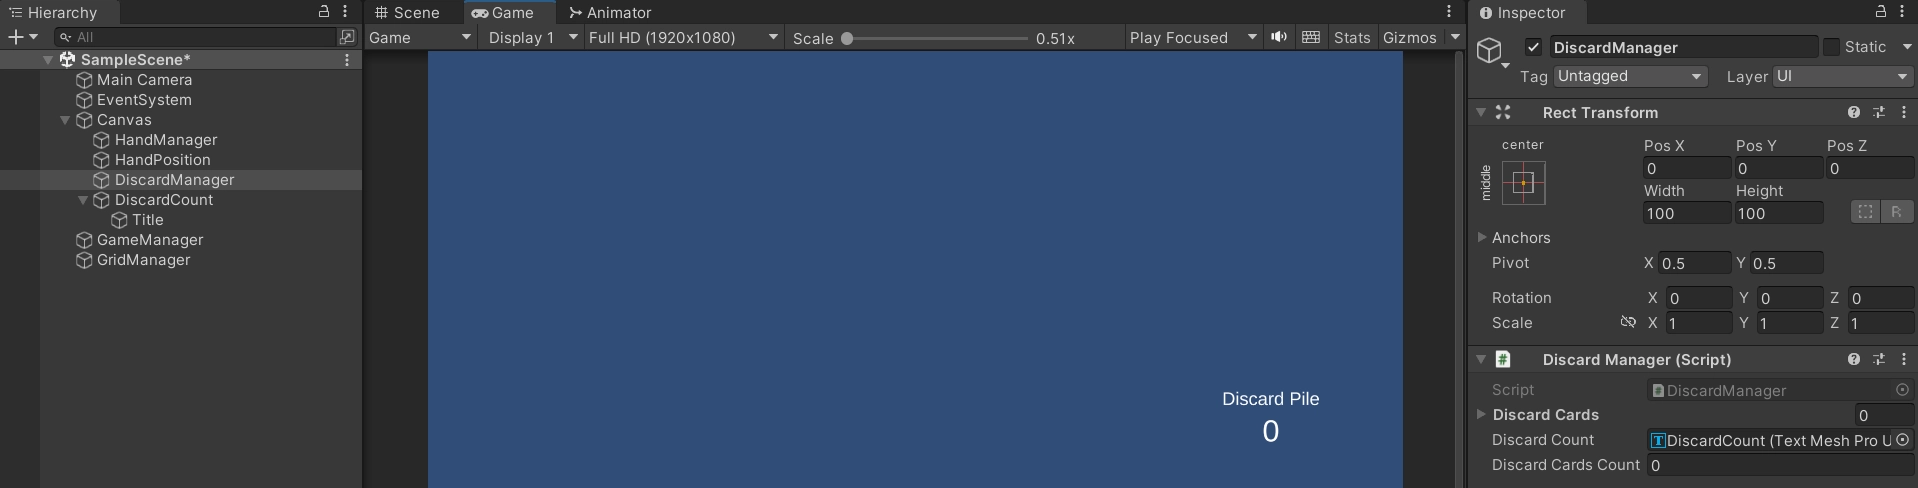 Hierarchy
All
SampleScene*
Main Camera
EventSystem
Canvas
HandManager
HandPosition
DiscardManager
DiscardCount
Title
GameManager
GridManager
Scene
Game
Animator
Game
Display 1
Full HD (1920x1080)
Scale
0.51x
Play Focused
Stats
Gizmos
Discard Pile
0
Inspector
DiscardManager
Static
Tag
Untagged
Layer
UI
Rect Transform
center
middle
Pos X
Pos Y
Pos Z
0
0
0
Width
Height
100
100
R
Anchors
Pivot
X 0.5
Y 0.5
Rotation
X 0
Y 0
Z 0
Scale
X 1
Y 1
Z 1
# Discard Manager (Script)
Script
# DiscardManager
Discard Cards
0
Discard Count
T DiscardCount (Text Mesh Pro U
Discard Cards Count
0